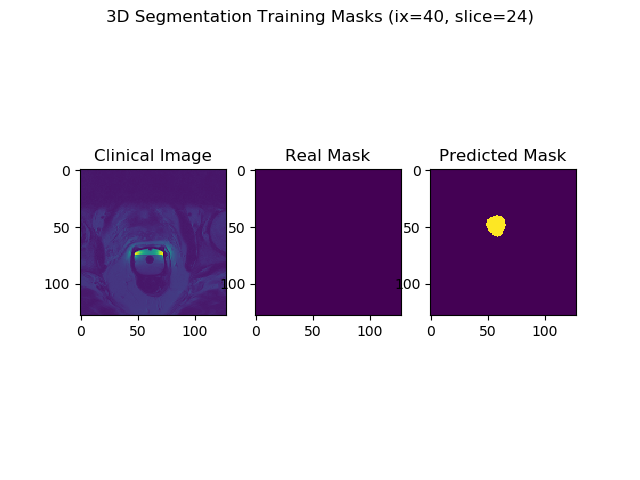 3D Segmentation Training Masks (ix=40, slice=24)
Clinical Image Real Mask Predicted Mask
0 0 0
50 50 50
100 100 100
0 50 100 0 50 100 0 50 100